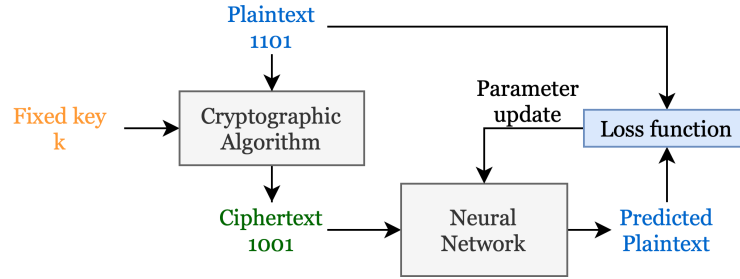 Plaintext
1101
Fixed key
k
Cryptographic
Algorithm
Parameter
update
Loss function
Ciphertext
1001
Neural
Network
Predicted
Plaintext